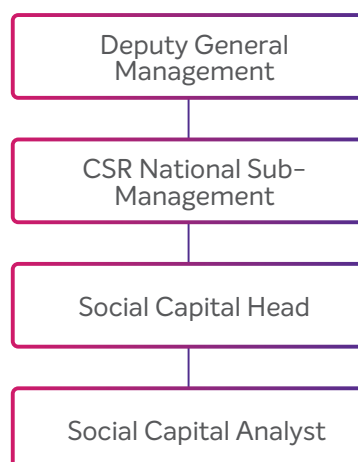 Deputy General
Management
CSR National Sub-
Management
Social Capital Head
Social Capital Analyst